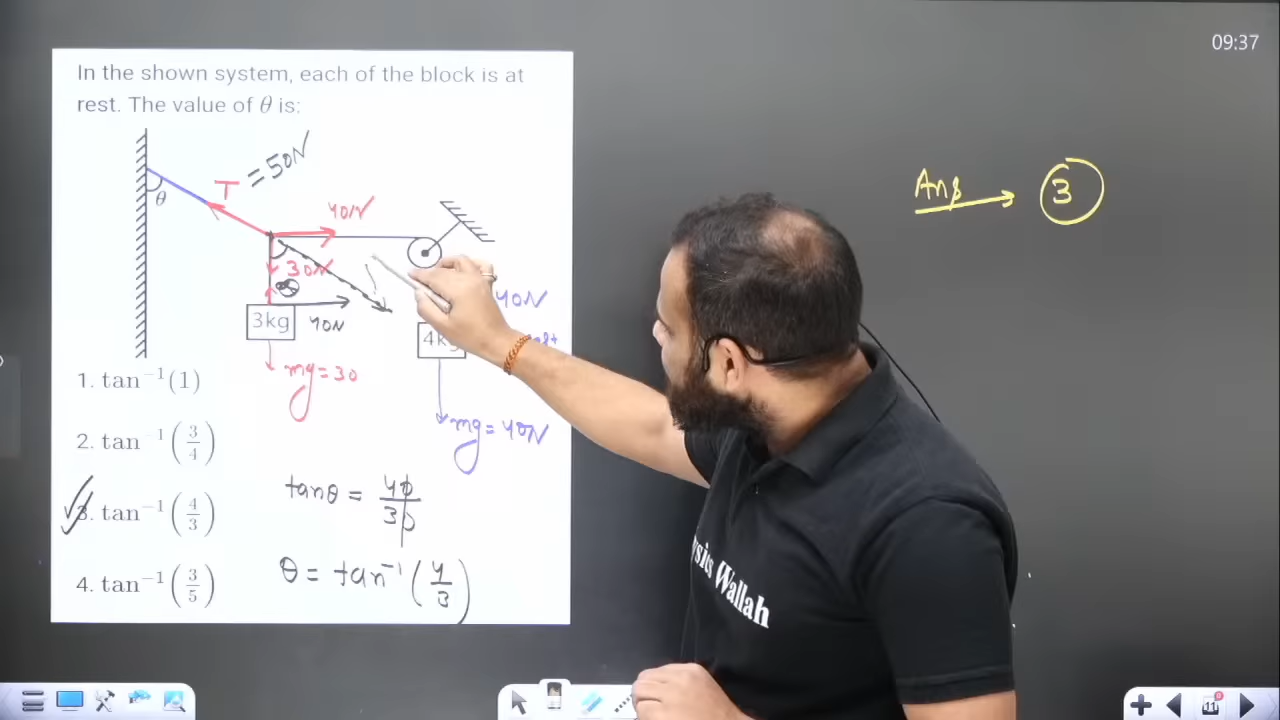 09:37
In the shown system, each of the block is at
rest. The value of θ is;
θ
T = 50N
40N
30N
3kg
40N
mg = 30
40N
mg = 40N
1. tan⁻¹(1)
2. tan⁻¹(3/4)
3. tan⁻¹(4/3)
4. tan⁻¹(3/5)
tanθ = 40/30
θ = tan⁻¹(4/3)
Ans → 3
Wallah
11